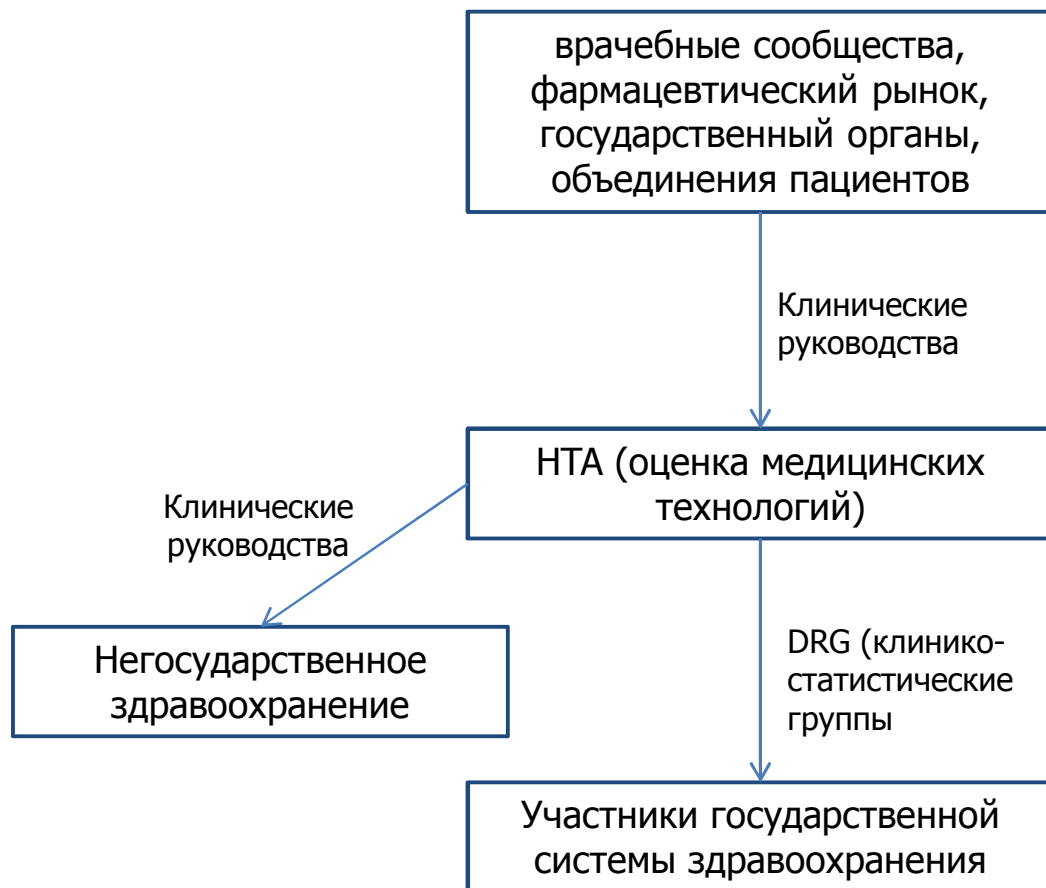 врачебные сообщества,
фармацевтический рынок,
государственный органы,
объединения пациентов
Клинические
руководства
НТА (оценка медицинских
технологий)
Клинические
руководства
Негосударственное
здравоохранение
DRG (клинико-
статистические
группы
Участники государственной
системы здравоохранения